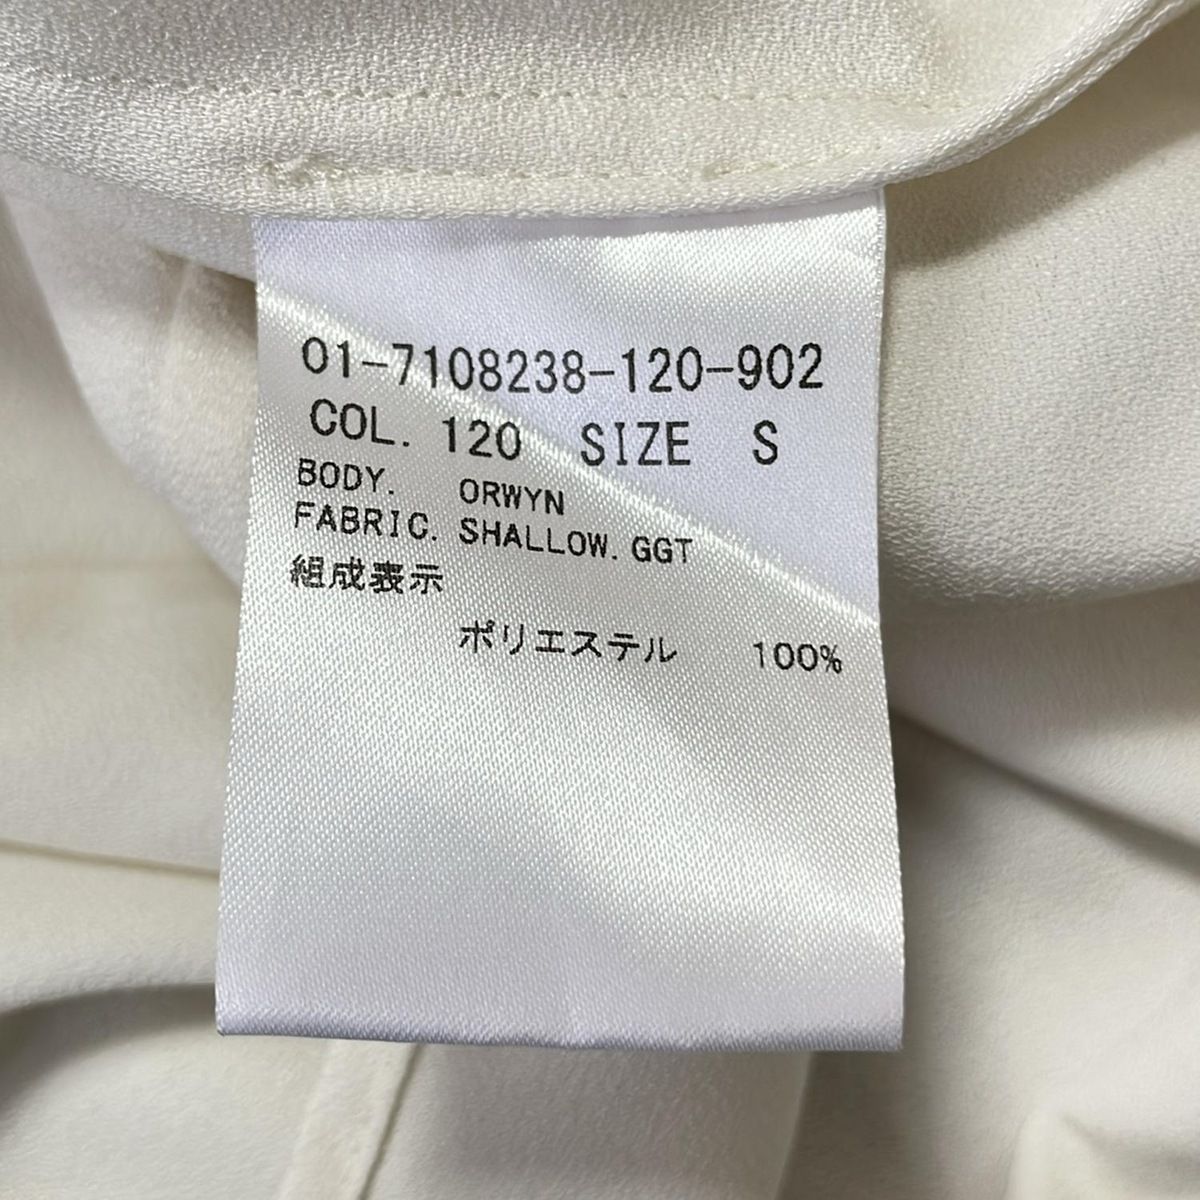 01-7108238-120-902
COL. 120 SIZE S
BODY. ORWYN
FABRIC. SHALLOW. GGT
組成表示
ポリエステル 100%